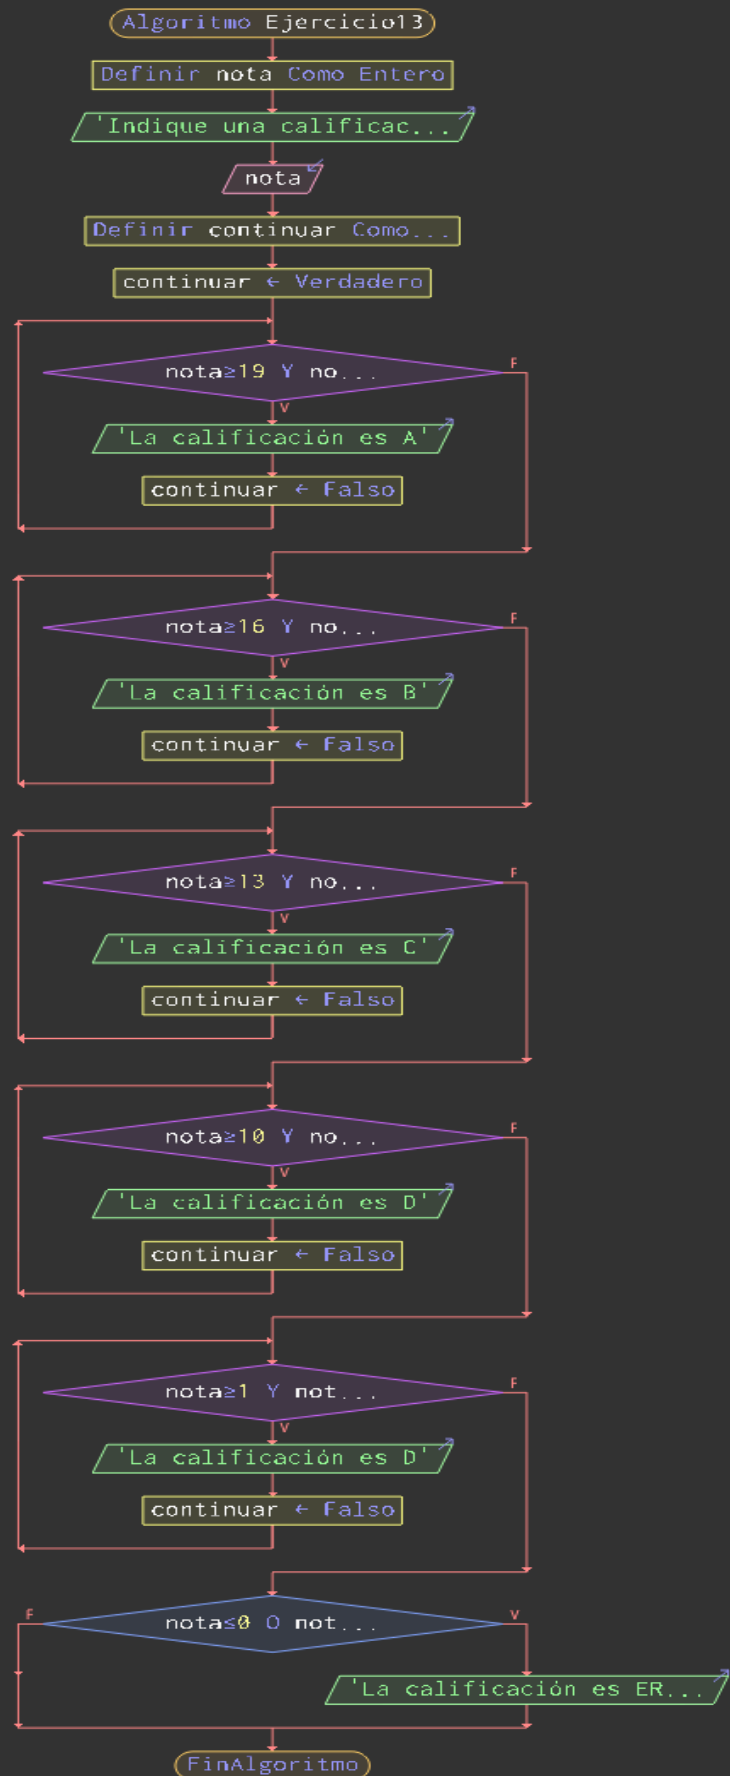 Algoritmo Ejercicio13
Definir nota Como Entero
'Indique una calificac...
nota
Definir continuar Como...
continuar ← Verdadero
nota≥19 Y no...
F
V
'La calificación es A'
continuar ← Falso
nota≥16 Y no...
F
V
'La calificación es B'
continuar ← Falso
nota≥13 Y no...
F
V
'La calificación es C'
continuar ← Falso
nota≥10 Y no...
F
V
'La calificación es D'
continuar ← Falso
nota≥1 Y not...
F
V
'La calificación es D'
continuar ← Falso
F
nota≤0 O not...
V
'La calificación es ER...
FinAlgoritmo